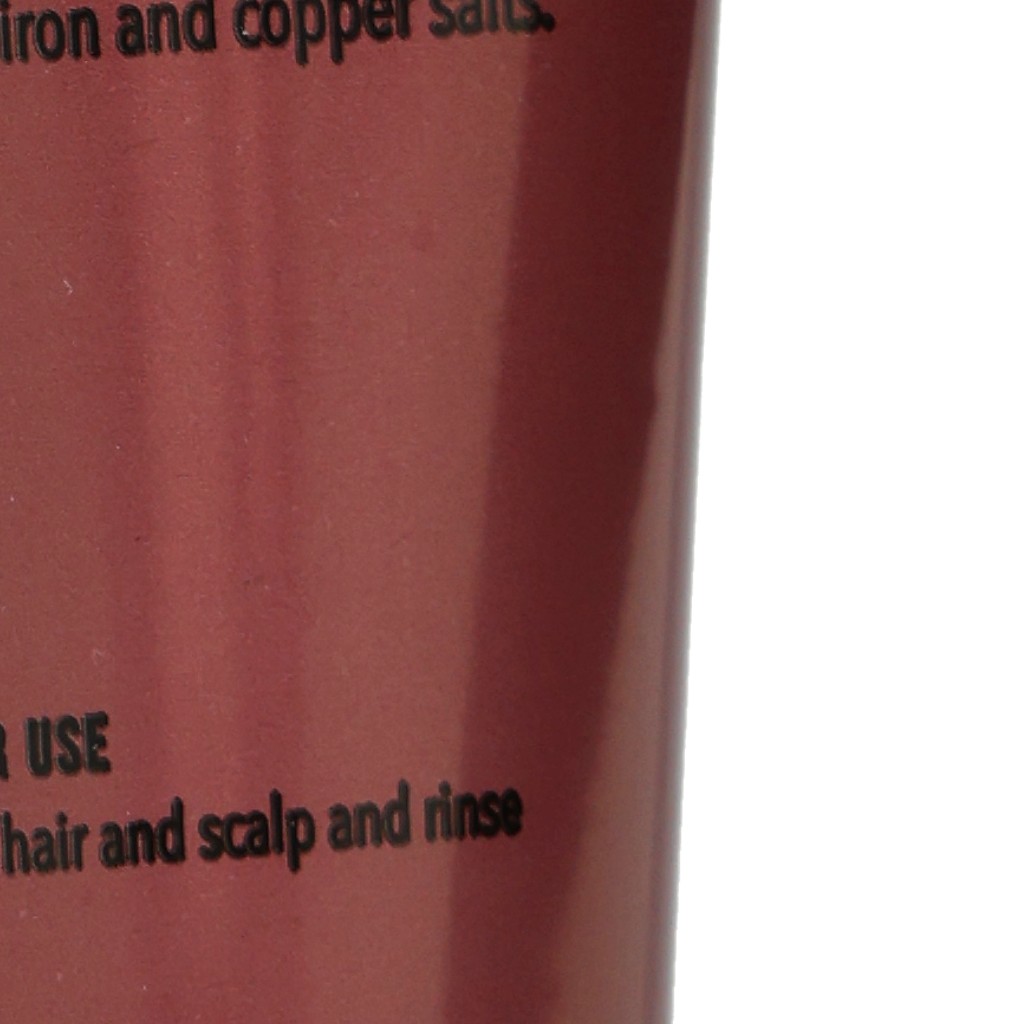 iron and copper salts.
USE
hair and scalp and rinse